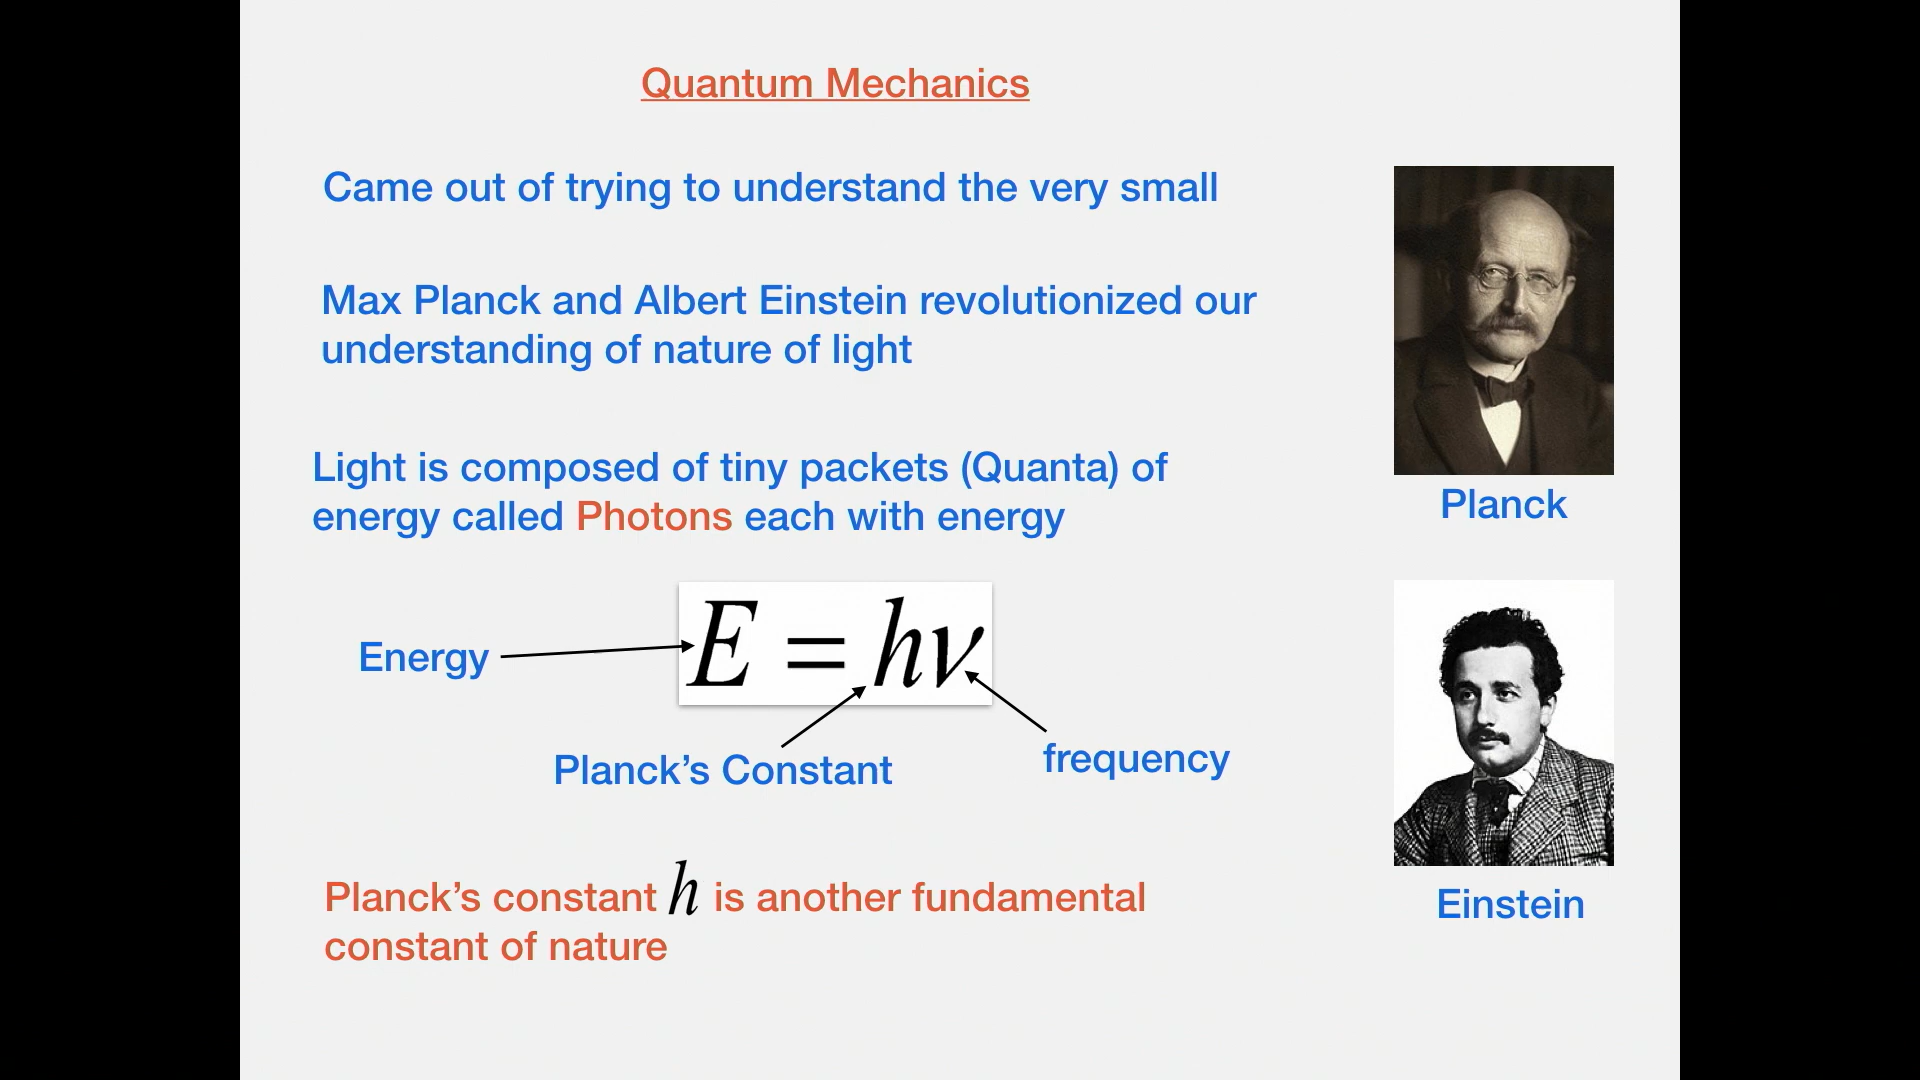 Quantum Mechanics
Came out of trying to understand the very small
Max Planck and Albert Einstein revolutionized our
understanding of nature of light
Light is composed of tiny packets (Quanta) of
energy called Photons each with energy
Planck
Energy
E = hν
Planck’s Constant
frequency
Planck’s constant h is another fundamental
constant of nature
Einstein